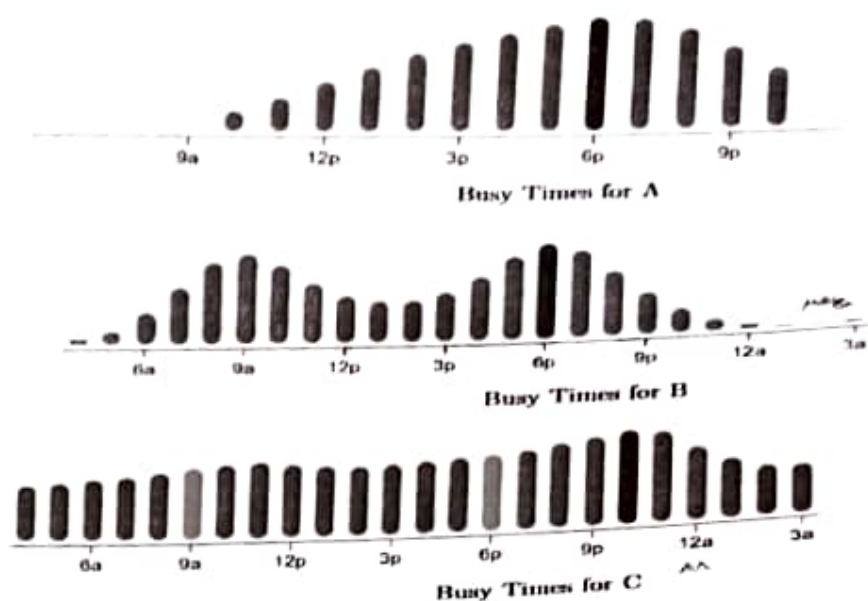 9a 12p 3p 6p 9p
Busy Times for A
6a 9a 12p 3p 6p 9p 12a 3a
Busy Times for B
6a 9a 12p 3p 6p 9p 12a 3a
Busy Times for C